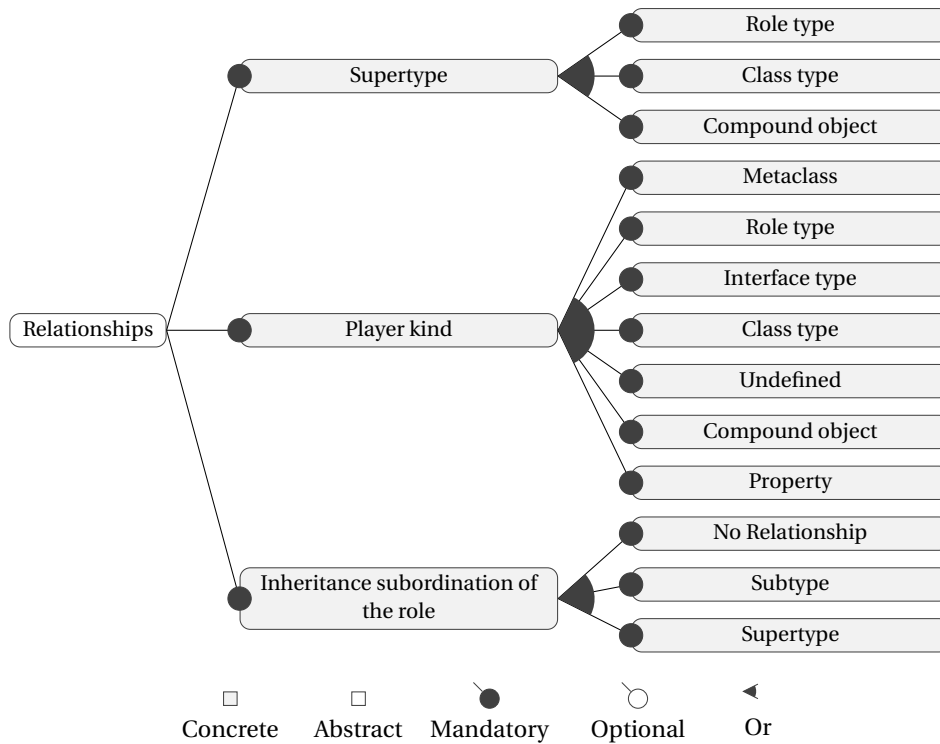 Role type
Supertype
Class type
Compound object
Metaclass
Role type
Interface type
Relationships
Player kind
Class type
Undefined
Compound object
Property
No Relationship
Inheritance subordination of
the role
Subtype
Supertype
Concrete
Abstract
Mandatory
Optional
Or